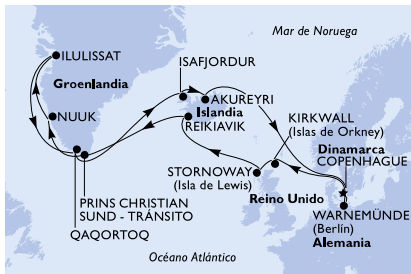 Mar de Noruega
ILULISSAT
ISAFJORDUR
Groenlandia
AKUREYRI
NUUK
Islandia
REIKIAVIK
KIRKWALL
(Islas de Orkney)
Dinamarca
COPENHAGUE
STORNOWAY
(Isla de Lewis)
PRINS CHRISTIAN
SUND - TRÁNSITO
Reino Unido
QAQORTOQ
WARNEMÜNDE
(Berlín)
Alemania
Océano Atlántico